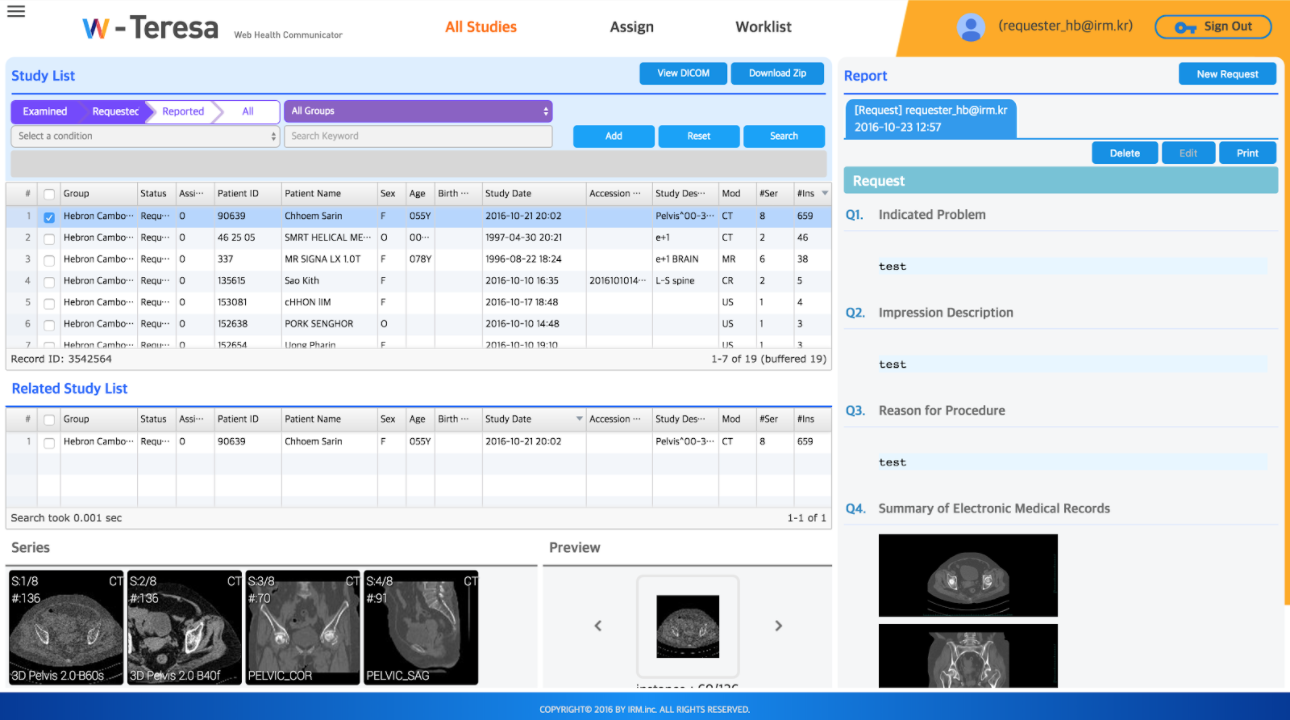 W - Teresa Web Health Communicator
All Studies Assign Worklist
(requester_hb@irm.kr) Sign Out
Study List View DICOM Download Zip
Examined Requested Reported All All Groups
Select a condition Search Keyword Add Reset Search
# Group Status Assi··· Patient ID Patient Name Sex Age Birth ··· Study Date Accession ··· Study Des··· Mod #Ser #Ins
1 Hebron Cambo··· Requ··· 0 90639 Chhoem Sarin F 055Y 2016-10-21 20:02 Pelvis^00-3··· CT 8 659
2 Hebron Cambo··· Requ··· 0 46 25 05 SMRT HELICAL ME··· O 00··· 1997-04-30 20:21 e+1 CT 2 46
3 Hebron Cambo··· Requ··· 0 337 MR SIGNA LX 1.0T F 078Y 1996-08-22 18:24 e+1 BRAIN MR 6 38
4 Hebron Cambo··· Requ··· 0 135615 Sao Kith F 2016-10-10 16:35 2016101014··· L-S spine CR 2 5
5 Hebron Cambo··· Requ··· 0 153081 cHHON lIM F 2016-10-17 18:48 US 1 4
6 Hebron Cambo··· Requ··· 0 152638 PORK SENGHOR O 2016-10-10 14:48 US 1 3
7 Hebron Cambo··· Requ··· 0 152654 Uong Pharin F 2016-10-10 19:10 US 1 3
Record ID: 3542564 1-7 of 19 (buffered 19)
Related Study List
# Group Status Assi··· Patient ID Patient Name Sex Age Birth ··· Study Date Accession ··· Study Des··· Mod #Ser #Ins
1 Hebron Cambo··· Requ··· 0 90639 Chhoem Sarin F 055Y 2016-10-21 20:02 Pelvis^00-3··· CT 8 659
Search took 0.001 sec 1-1 of 1
Series
S:1/8 CT
#:136
3D Pelvis 2.0 B60s
S:2/8 CT
#:136
3D Pelvis 2.0 B40f
S:3/8 CT
#:70
PELVIC_COR
S:4/8 CT
#:91
PELVIC_SAG
Preview
instance : 69/136
Report New Request
[Request] requester_hb@irm.kr
2016-10-23 12:57
Delete Edit Print
Request
Q1. Indicated Problem
test
Q2. Impression Description
test
Q3. Reason for Procedure
test
Q4. Summary of Electronic Medical Records
COPYRIGHT© 2016 BY IRM.inc. ALL RIGHTS RESERVED.